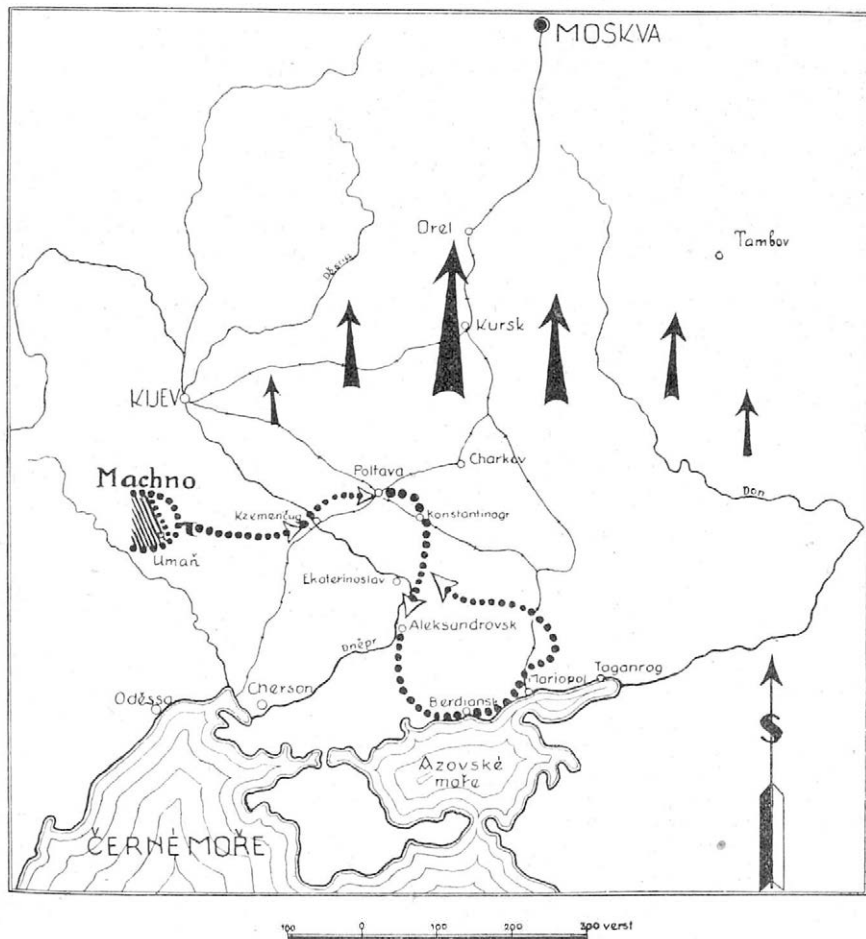 MOSKVA
Orel
Tambov
Děsna
Kursk
KIJEV
Machno
Charkov
Poltava
Don
Kremenčug
Konstantinogr
Umaň
Ekaterinoslav
Aleksandrovsk
Dněpr
Taganrog
Mariopol
Cherson
Berdiansk
Oděssa
S
Azovské
moře
ČERNÉ MOŘE
100 0 100 200 300 verst